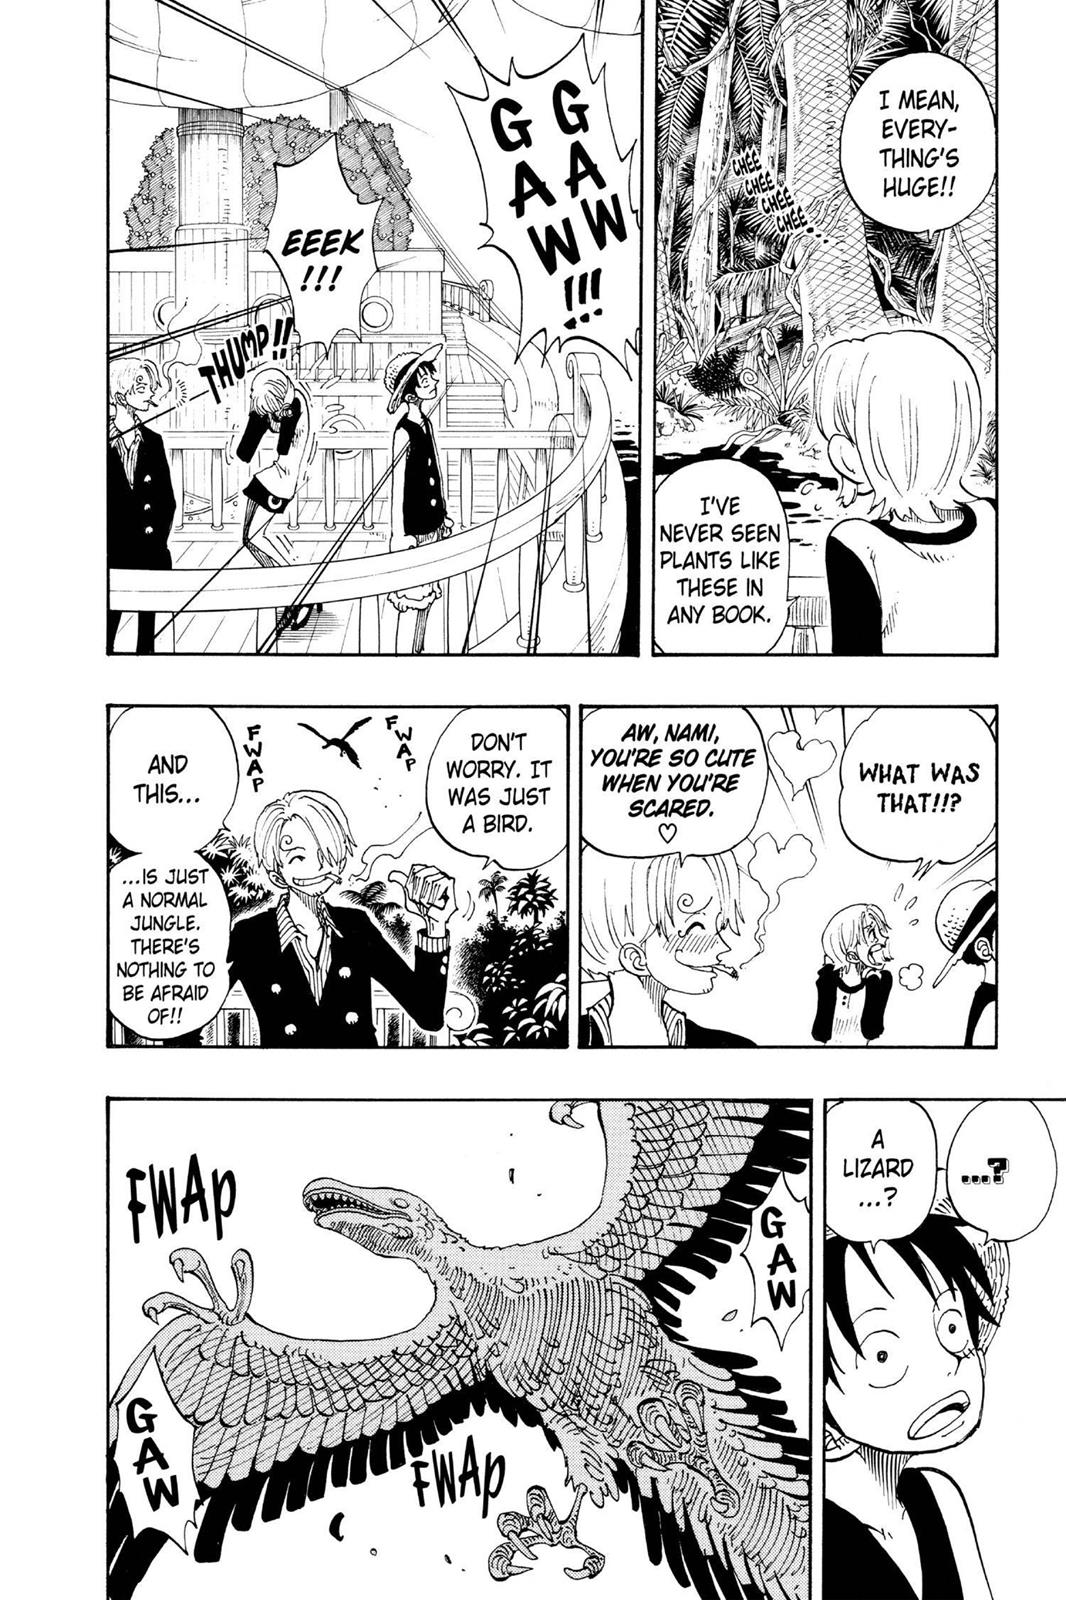 I MEAN,
EVERY-
THING'S
HUGE!!
CHEE
CHEE
CHEE
CHEE...
I'VE
NEVER SEEN
PLANTS LIKE
THESE IN
ANY BOOK.
GAW
GAW!!!
EEEK
!!!
THUMP!!
WHAT WAS
THAT!!?
AW, NAMI,
YOU'RE SO CUTE
WHEN YOU'RE
SCARED.
♡
DON'T
WORRY. IT
WAS JUST
A BIRD.
FWAP
FWAP
AND
THIS...
...IS JUST
A NORMAL
JUNGLE.
THERE'S
NOTHING TO
BE AFRAID
OF!!
...?
A
LIZARD
...?
GAW
FWAP
FWAP
GAW